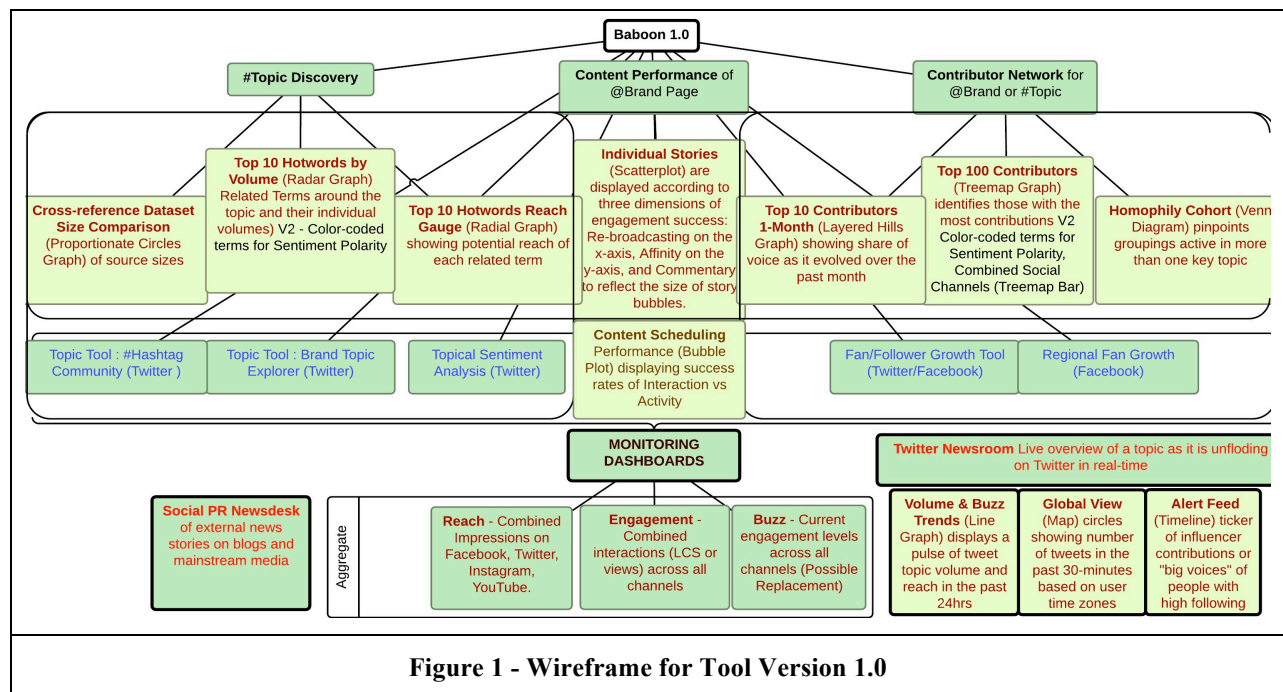 Baboon 1.0
#Topic Discovery
Content Performance of
@Brand Page
Contributor Network for
@Brand or #Topic
Cross-reference Dataset
Size Comparison
(Proportionate Circles
Graph) of source sizes
Top 10 Hotwords by
Volume (Radar Graph)
Related Terms around the
topic and their individual
volumes) V2 - Color-coded
terms for Sentiment Polarity
Top 10 Hotwords Reach
Gauge (Radial Graph)
showing potential reach of
each related term
Individual Stories
(Scatterplot) are
displayed according to
three dimensions of
engagement success:
Re-broadcasting on the
x-axis, Affinity on the
y-axis, and Commentary
to reflect the size of story
bubbles.
Top 10 Contributors
1-Month (Layered Hills
Graph) showing share of
voice as it evolved over the
past month
Top 100 Contributors
(Treemap Graph)
identifies those with the
most contributions V2
Color-coded terms for
Sentiment Polarity,
Combined Social
Channels (Treemap Bar)
Homophily Cohort (Venn
Diagram) pinpoints
groupings active in more
than one key topic
Topic Tool : #Hashtag
Community (Twitter )
Topic Tool : Brand Topic
Explorer (Twitter)
Topical Sentiment
Analysis (Twitter)
Content Scheduling
Performance (Bubble
Plot) displaying success
rates of Interaction vs
Activity
Fan/Follower Growth Tool
(Twitter/Facebook)
Regional Fan Growth
(Facebook)
MONITORING
DASHBOARDS
Twitter Newsroom Live overview of a topic as it is unfloding
on Twitter in real-time
Social PR Newsdesk
of external news
stories on blogs and
mainstream media
Aggregate
Reach - Combined
Impressions on
Facebook, Twitter,
Instagram,
YouTube.
Engagement -
Combined
interactions (LCS or
views) across all
channels
Buzz - Current
engagement levels
across all
channels (Possible
Replacement)
Volume & Buzz
Trends (Line
Graph) displays a
pulse of tweet
topic volume and
reach in the past
24hrs
Global View
(Map) circles
showing number
of tweets in the
past 30-minutes
based on user
time zones
Alert Feed
(Timeline) ticker
of influencer
contributions or
"big voices" of
people with
high following
Figure 1 - Wireframe for Tool Version 1.0